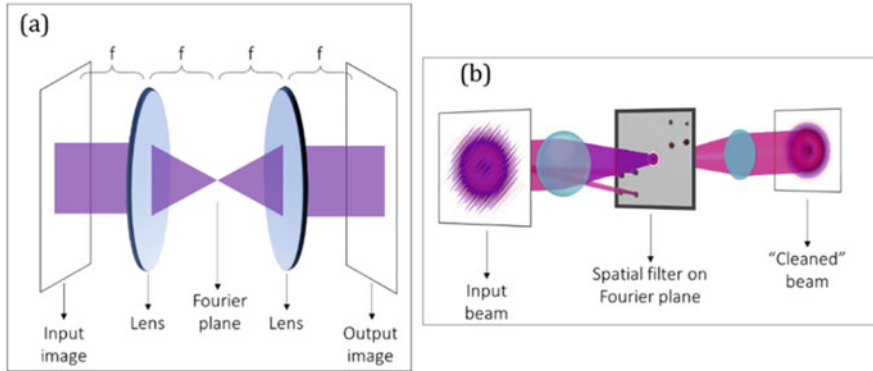 (a)
f f f f
Input
image
Lens
Fourier
plane
Lens
Output
image
(b)
Input
beam
Spatial filter on
Fourier plane
“Cleaned”
beam